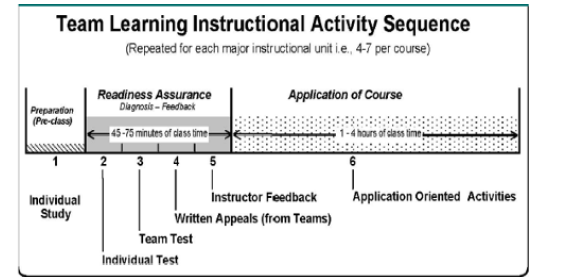 Team Learning Instructional Activity Sequence
(Repeated for each major instructional unit i.e., 4-7 per course)
Preparation
(Pre-class)
Readiness Assurance
Diagnosis – Feedback
Application of Course
45 -75 minutes of class time
1 - 4 hours of class time
1
2
3
4
5
6
Individual
Study
Instructor Feedback
Application Oriented Activities
Written Appeals (from Teams)
Team Test
Individual Test